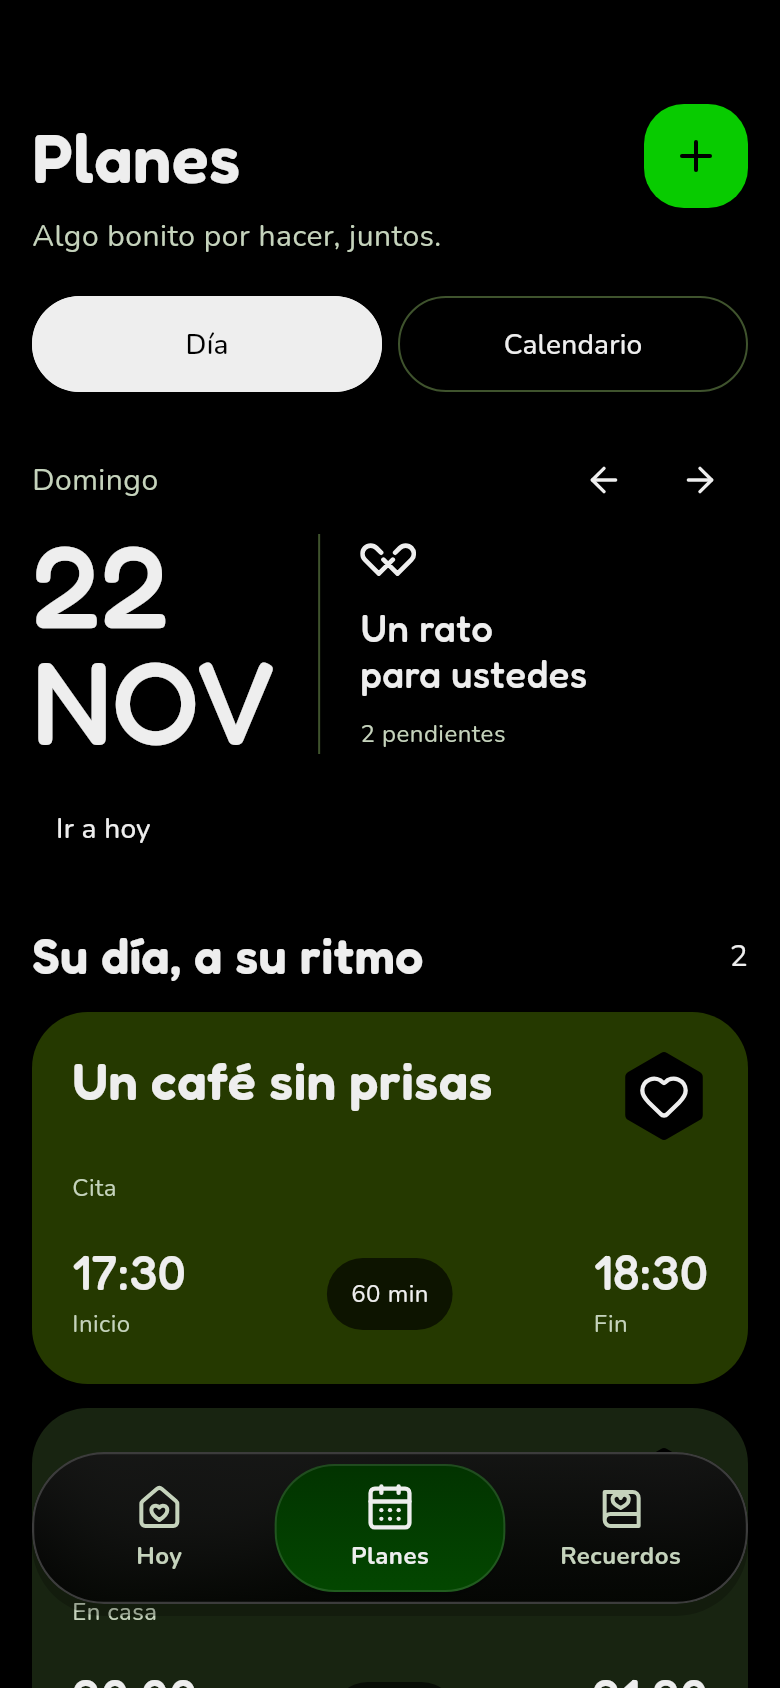 Planes
Algo bonito por hacer, juntos.
Día
Calendario
Domingo
22
NOV
Un rato
para ustedes
2 pendientes
Ir a hoy
Su día, a su ritmo
2
Un café sin prisas
Cita
17:30
60 min
18:30
Inicio
Fin
Hoy
Planes
Recuerdos
En casa